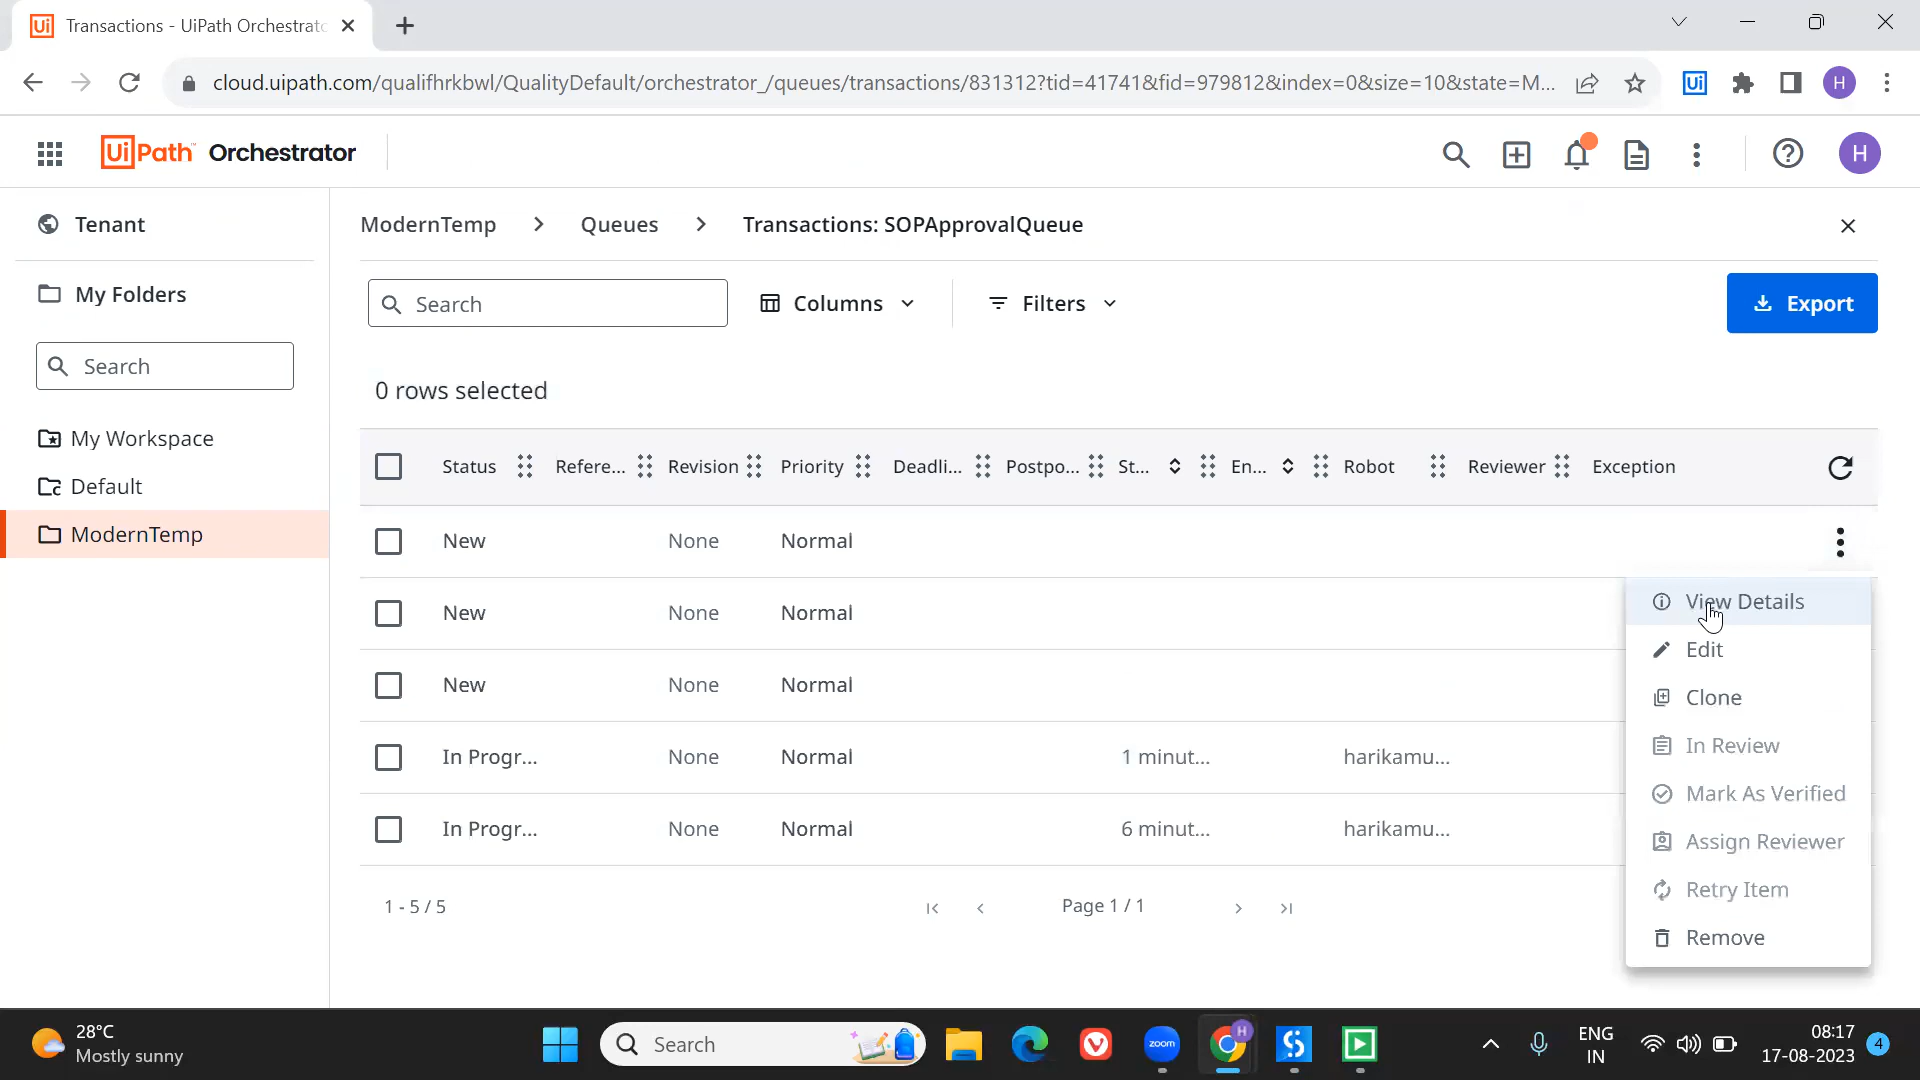 Transactions - UiPath Orchestrato
cloud.uipath.com/qualifhrkbwl/QualityDefault/orchestrator_/queues/transactions/831312?tid=41741&fid=979812&index=0&size=10&state=M...
H
UiPath Orchestrator
H
Tenant
My Folders
Search
My Workspace
Default
ModernTemp
ModernTemp > Queues > Transactions: SOPApprovalQueue
Search
Columns
Filters
Export
0 rows selected
Status Refere... Revision Priority Deadli... Postpo... St... En... Robot Reviewer Exception
New None Normal
New None Normal
New None Normal
In Progr... None Normal 1 minut... harikamu...
In Progr... None Normal 6 minut... harikamu...
1 - 5 / 5
Page 1 / 1
View Details
Edit
Clone
In Review
Mark As Verified
Assign Reviewer
Retry Item
Remove
28°C
Mostly sunny
Search
zoom
H
ENG
IN
08:17
17-08-2023
4